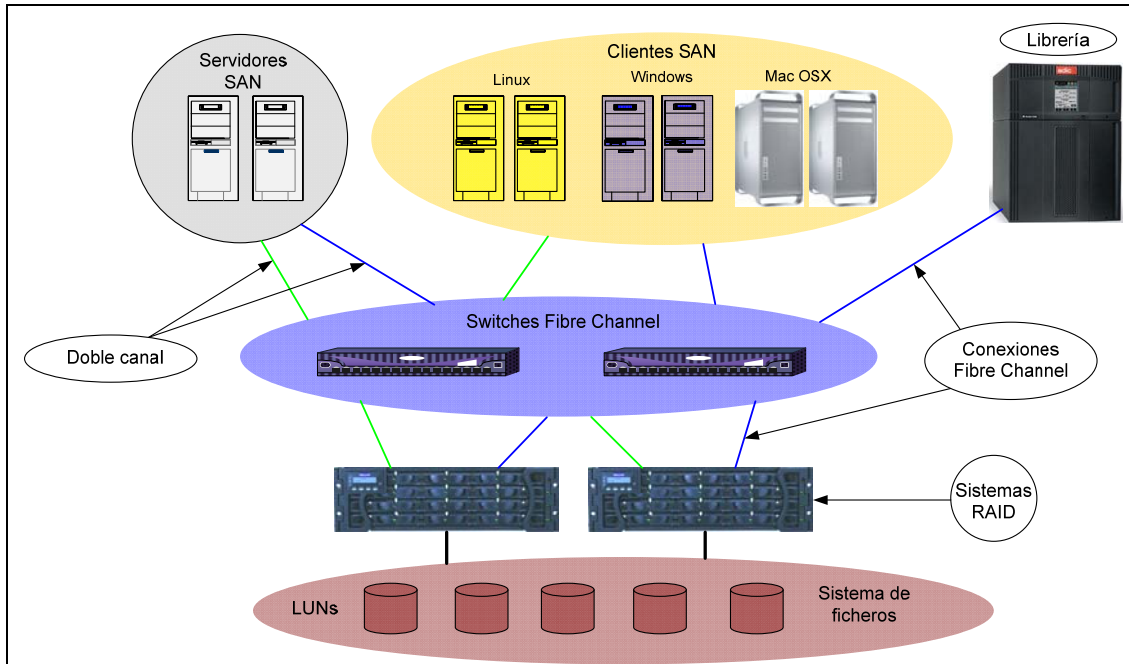 Servidores
SAN
Clientes SAN
Linux
Windows
Mac OSX
Librería
adic
Switches Fibre Channel
Doble canal
Conexiones
Fibre Channel
Sistemas
RAID
LUNs
Sistema de
ficheros